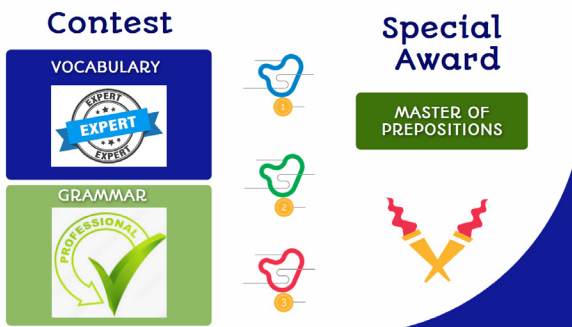 Contest
VOCABULARY
EXPERT
EXPERT
EXPERT
GRAMMAR
PROFESSIONAL
1
2
3
Special
Award
MASTER OF
PREPOSITIONS